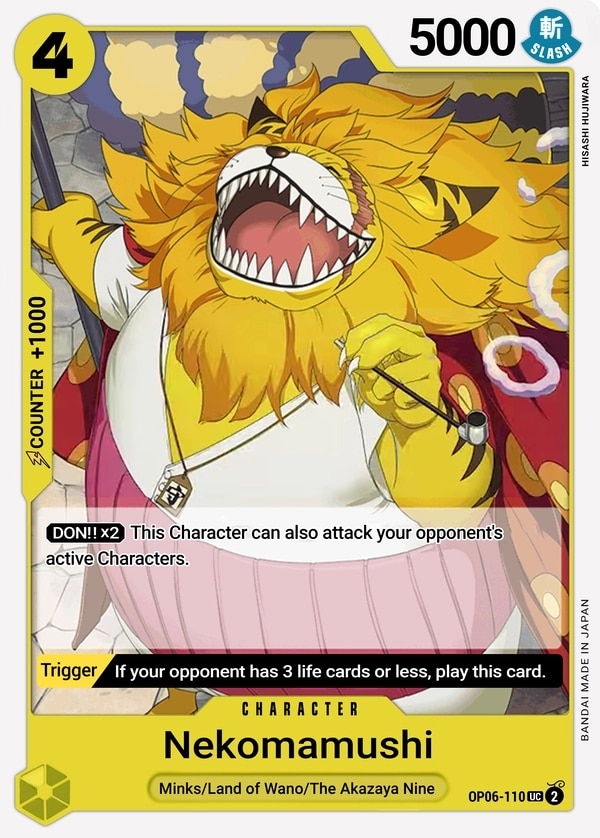 4
5000
斬
SLASH
HISASHI HUJIWARA
COUNTER +1000
守
DON!! ×2 This Character can also attack your opponent's
active Characters.
Trigger If your opponent has 3 life cards or less, play this card.
CHARACTER
Nekomamushi
Minks/Land of Wano/The Akazaya Nine
OP06-110 UC 2
BANDAI MADE IN JAPAN